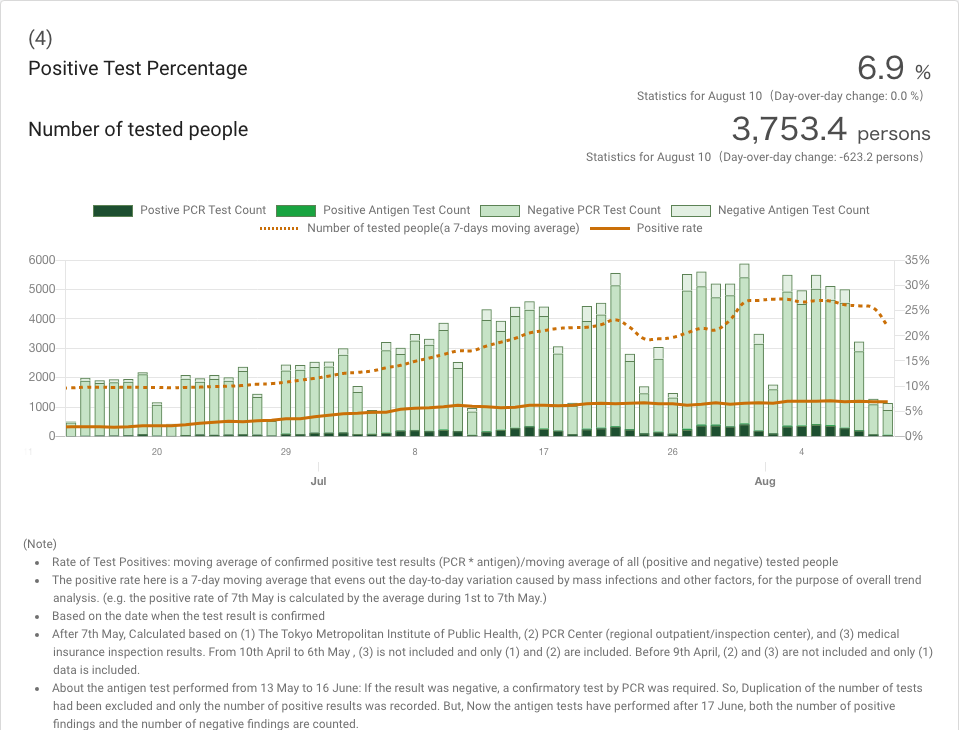 (4)
Positive Test Percentage
6.9 %
Statistics for August 10 (Day-over-day change: 0.0 %)
Number of tested people
3,753.4 persons
Statistics for August 10 (Day-over-day change: -623.2 persons)
Postive PCR Test Count Positive Antigen Test Count Negative PCR Test Count Negative Antigen Test Count
Number of tested people(a 7-days moving average) Positive rate
6000 35%
5000 30%
4000 25%
3000 20%
2000 15%
1000 10%
0 5%
0%
20 29 8 17 26 4
Jul Aug
(Note)
• Rate of Test Positives: moving average of confirmed positive test results (PCR * antigen)/moving average of all (positive and negative) tested people
• The positive rate here is a 7-day moving average that evens out the day-to-day variation caused by mass infections and other factors, for the purpose of overall trend
analysis. (e.g. the positive rate of 7th May is calculated by the average during 1st to 7th May.)
• Based on the date when the test result is confirmed
• After 7th May, Calculated based on (1) The Tokyo Metropolitan Institute of Public Health, (2) PCR Center (regional outpatient/inspection center), and (3) medical
insurance inspection results. From 10th April to 6th May , (3) is not included and only (1) and (2) are included. Before 9th April, (2) and (3) are not included and only (1)
data is included.
• About the antigen test performed from 13 May to 16 June: If the result was negative, a confirmatory test by PCR was required. So, Duplication of the number of tests
had been excluded and only the number of positive results was recorded. But, Now the antigen tests have performed after 17 June, both the number of positive
findings and the number of negative findings are counted.